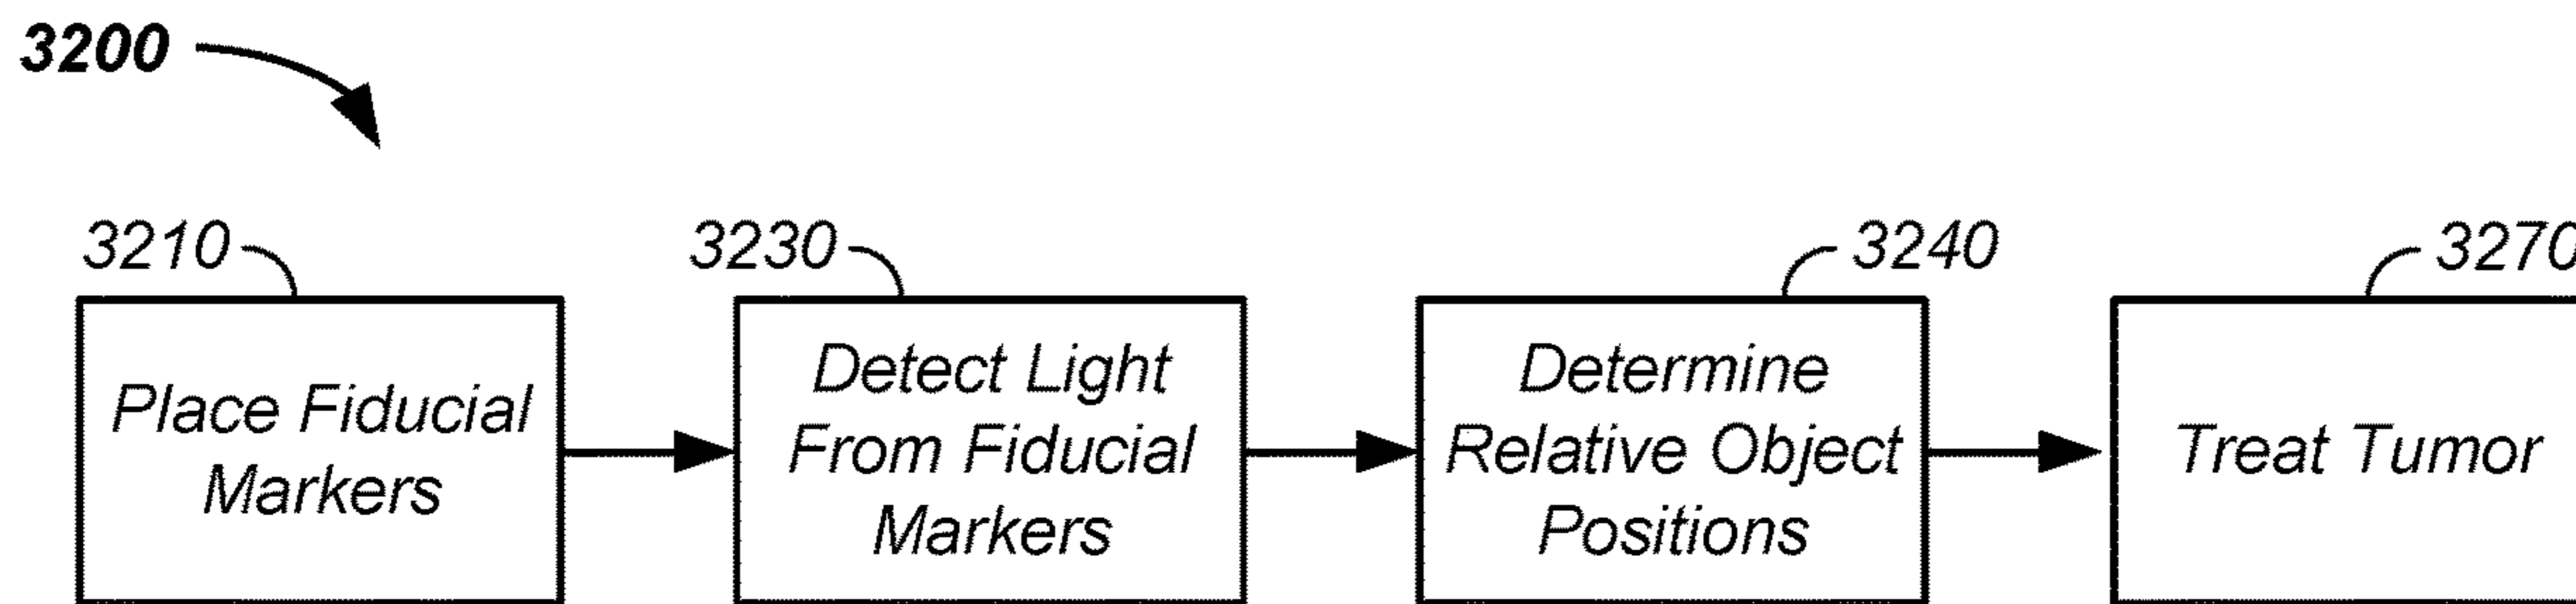 3200
3210
3230
3240
3270
Place Fiducial
Markers
Detect Light
From Fiducial
Markers
Determine
Relative Object
Positions
Treat Tumor